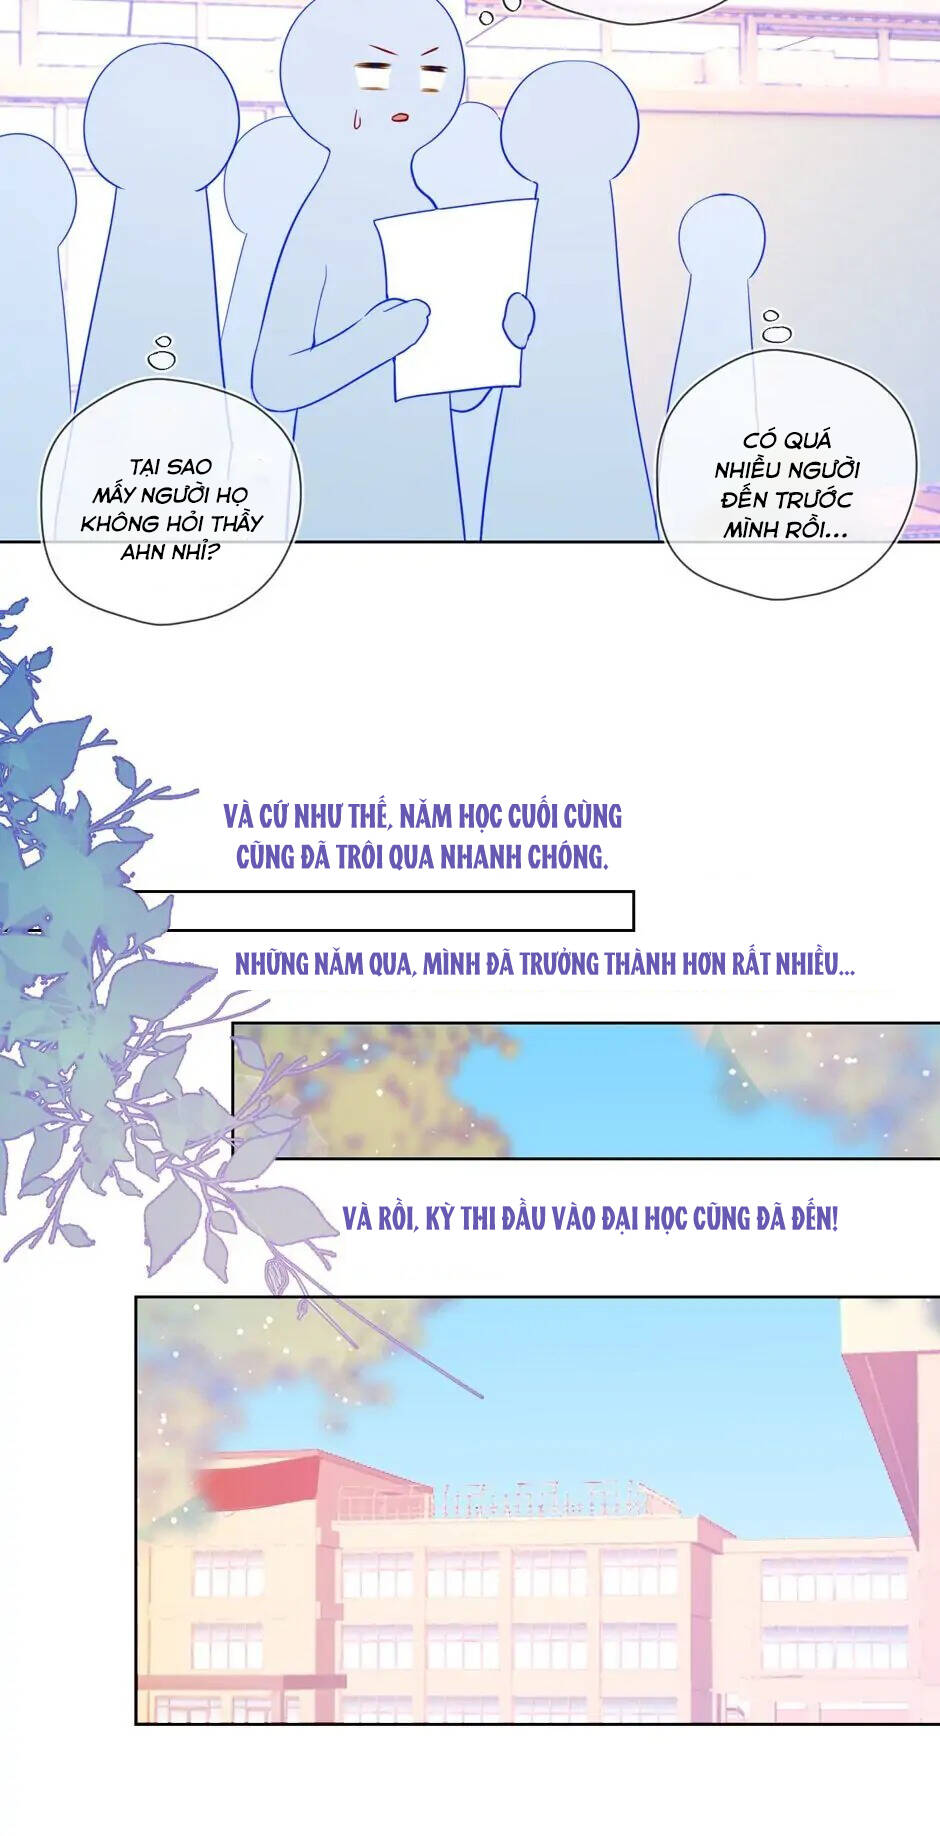 TẠI SAO
MẤY NGƯỜI HỌ
KHÔNG HỎI THẦY
AHN NHỈ?
CÓ QUÁ
NHIỀU NGƯỜI
ĐẾN TRƯỚC
MÌNH RỒI...
VÀ CỨ NHƯ THẾ, NĂM HỌC CUỐI CÙNG
CŨNG ĐÃ TRÔI QUA NHANH CHÓNG.
NHỮNG NĂM QUA, MÌNH ĐÃ TRƯỞNG THÀNH HƠN RẤT NHIỀU...
VÀ RỒI, KỲ THI ĐẦU VÀO ĐẠI HỌC CŨNG ĐÃ ĐẾN!